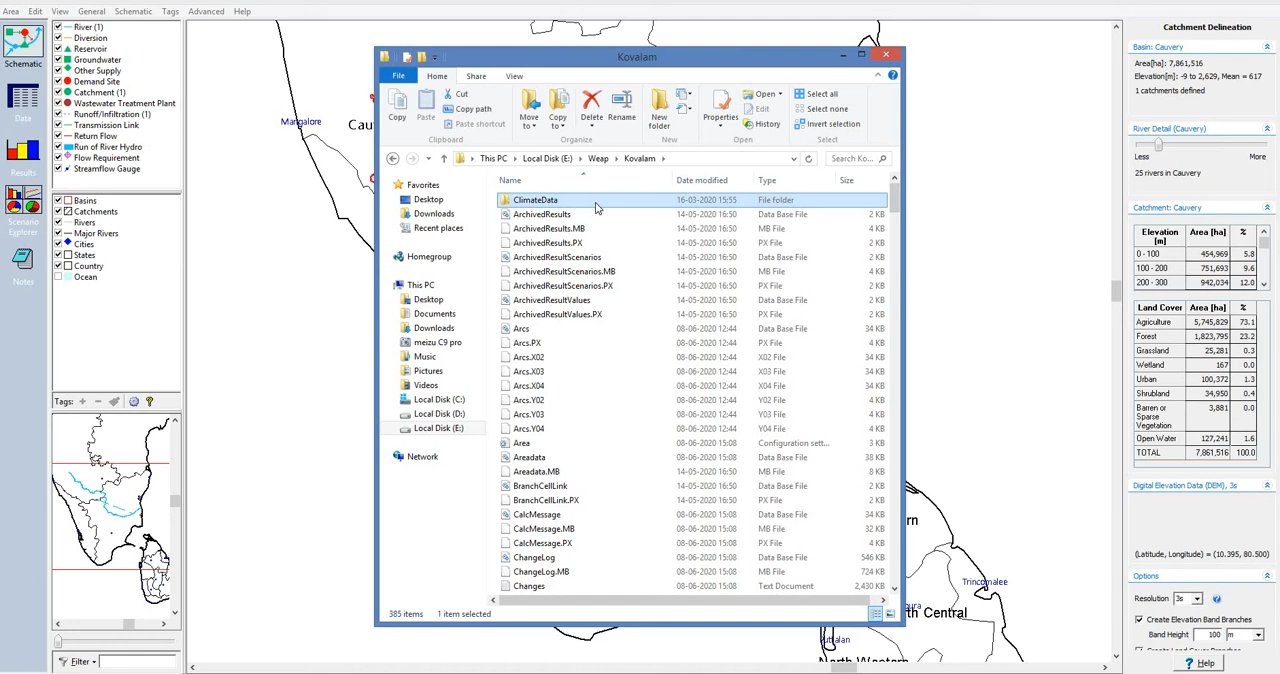 Area Edit View General Schematic Tags Advanced Help
Schematic
Data
Results
Scenario Explorer
Notes
River (1)
Diversion
Reservoir
Groundwater
Other Supply
Demand Site
Catchment (1)
Wastewater Treatment Plant
Runoff/Infiltration (1)
Transmission Link
Return Flow
Run of River Hydro
Flow Requirement
Streamflow Gauge
Basins
Catchments
Rivers
Major Rivers
Cities
States
Country
Ocean
Tags:
Filter
Mangalore
Cau
Kovalam
File Home Share View
Copy
Paste
Cut
Copy path
Paste shortcut
Clipboard
Move to
Copy to
Delete
Rename
Organize
New folder
New
Properties
Open
Edit
History
Open
Select all
Select none
Invert selection
Select
This PC Local Disk (E:) Weap Kovalam
Search Ko...
Favorites
Desktop
Downloads
Recent places
Homegroup
This PC
Desktop
Documents
Downloads
meizu C9 pro
Music
Pictures
Videos
Local Disk (C:)
Local Disk (D:)
Local Disk (E:)
Network
Name Date modified Type Size
ClimateData 16-03-2020 15:55 File folder
ArchivedResults 14-05-2020 16:50 Data Base File 2 KB
ArchivedResults.MB 14-05-2020 16:50 MB File 4 KB
ArchivedResults.PX 14-05-2020 16:50 PX File 2 KB
ArchivedResultScenarios 14-05-2020 16:50 Data Base File 2 KB
ArchivedResultScenarios.MB 14-05-2020 16:50 MB File 4 KB
ArchivedResultScenarios.PX 14-05-2020 16:50 PX File 2 KB
ArchivedResultValues 14-05-2020 16:50 Data Base File 2 KB
ArchivedResultValues.PX 14-05-2020 16:50 PX File 2 KB
Arcs 08-06-2020 12:44 Data Base File 34 KB
Arcs.PX 08-06-2020 12:44 PX File 2 KB
Arcs.X02 08-06-2020 12:44 X02 File 4 KB
Arcs.X03 08-06-2020 12:44 X03 File 4 KB
Arcs.X04 08-06-2020 12:44 X04 File 4 KB
Arcs.Y02 08-06-2020 12:44 Y02 File 4 KB
Arcs.Y03 08-06-2020 12:44 Y03 File 4 KB
Arcs.Y04 08-06-2020 12:44 Y04 File 4 KB
Area 08-06-2020 15:08 Configuration sett... 3 KB
Areadata 08-06-2020 15:08 Data Base File 38 KB
Areadata.MB 14-05-2020 16:50 MB File 8 KB
BranchCellLink 14-05-2020 16:50 Data Base File 2 KB
BranchCellLink.PX 14-05-2020 16:50 PX File 2 KB
CalcMessage 08-06-2020 15:08 Data Base File 34 KB
CalcMessage.MB 08-06-2020 15:08 MB File 32 KB
CalcMessage.PX 08-06-2020 15:08 PX File 4 KB
ChangeLog 08-06-2020 15:08 Data Base File 546 KB
ChangeLog.MB 08-06-2020 15:08 MB File 724 KB
Changes 08-06-2020 15:08 Text Document 2,430 KB
385 items 1 item selected
rn
Trincomalee
ura
rth Central
Puttalan
North Western
Catchment Delineation
Basin: Cauvery
Area[ha]: 7,861,516
Elevation[m]: -9 to 2,629, Mean = 617
1 catchments defined
River Detail (Cauvery)
Less More
25 rivers in Cauvery
Catchment: Cauvery
Elevation [m] Area [ha] %
0 - 100 454,969 5.8
100 - 200 751,693 9.6
200 - 300 942,034 12.0
Land Cover Area [ha] %
Agriculture 5,745,829 73.1
Forest 1,823,795 23.2
Grassland 25,281 0.3
Wetland 167 0.0
Urban 100,372 1.3
Shrubland 34,950 0.4
Barren or Sparse Vegetation 3,881 0.0
Open Water 127,241 1.6
TOTAL 7,861,516 100.0
Digital Elevation Data (DEM), 3s
(Latitude, Longitude) = (10.395, 80.500)
Options
Resolution 3s
Create Elevation Band Branches
Band Height 100 m
Help